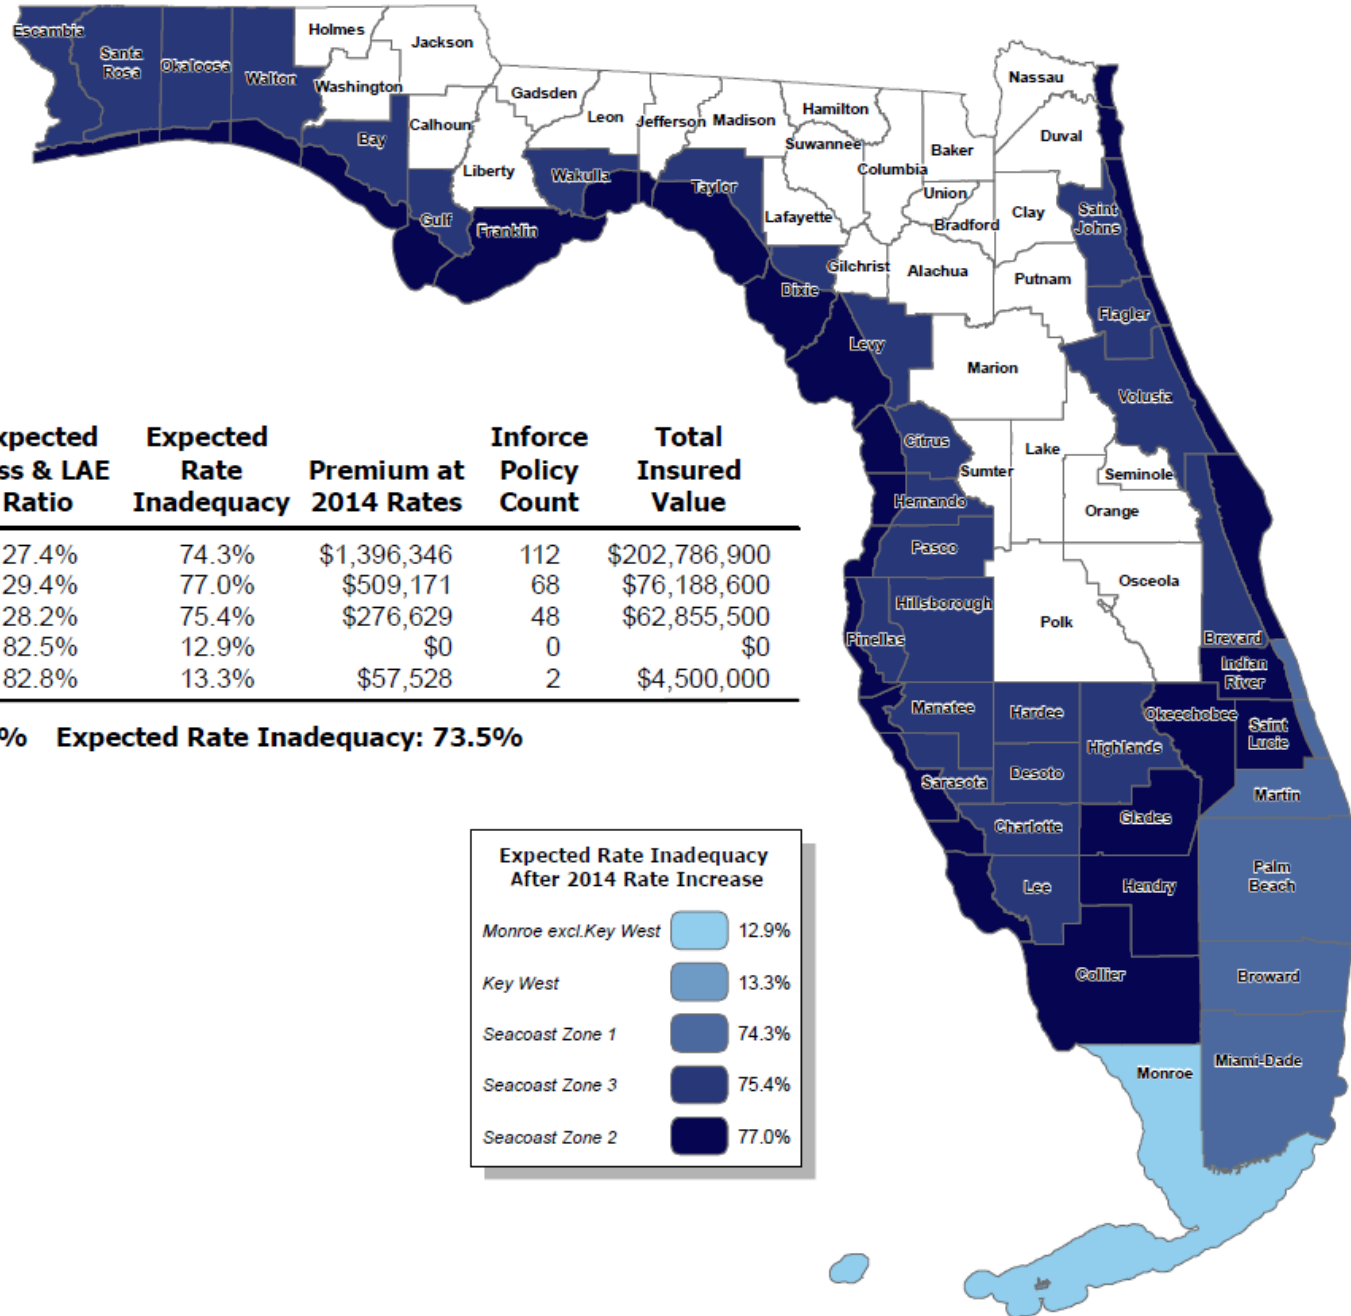 Escambia
Santa
Rosa
Okaloosa
Walton
Holmes
Jackson
Washington
Bay
Calhoun
Gulf
Gadsden
Liberty
Franklin
Leon
Wakulla
Jefferson
Madison
Taylor
Hamilton
Suwannee
Lafayette
Dixie
Columbia
Gilchrist
Baker
Union
Bradford
Alachua
Levy
Nassau
Duval
Clay
Saint
Johns
Putnam
Flagler
Marion
Volusia
Citrus
Sumter
Lake
Seminole
Orange
Hernando
Pasco
Osceola
Hillsborough
Pinellas
Polk
Brevard
Indian
River
Manatee
Hardee
Highlands
Okeechobee
Saint
Lucie
Sarasota
Desoto
Martin
Charlotte
Glades
Lee
Hendry
Palm
Beach
Collier
Broward
Miami-Dade
Monroe
xpected Expected Inforce Total
ss & LAE Rate Premium at Policy Insured
Ratio Inadequacy 2014 Rates Count Value
27.4% 74.3% $1,396,346 112 $202,786,900
29.4% 77.0% $509,171 68 $76,188,600
28.2% 75.4% $276,629 48 $62,855,500
82.5% 12.9% $0 0 $0
82.8% 13.3% $57,528 2 $4,500,000
% Expected Rate Inadequacy: 73.5%
Expected Rate Inadequacy
After 2014 Rate Increase
Monroe excl.Key West 12.9%
Key West 13.3%
Seacoast Zone 1 74.3%
Seacoast Zone 3 75.4%
Seacoast Zone 2 77.0%